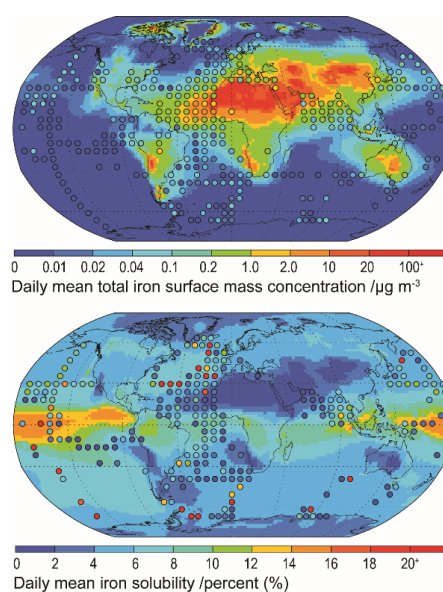 0 0.01 0.02 0.04 0.1 0.2 1.0 2.0 10 20 100+
Daily mean total iron surface mass concentration /μg m⁻³
0 2 4 6 8 10 12 14 16 18 20⁺
Daily mean iron solubility /percent (%)